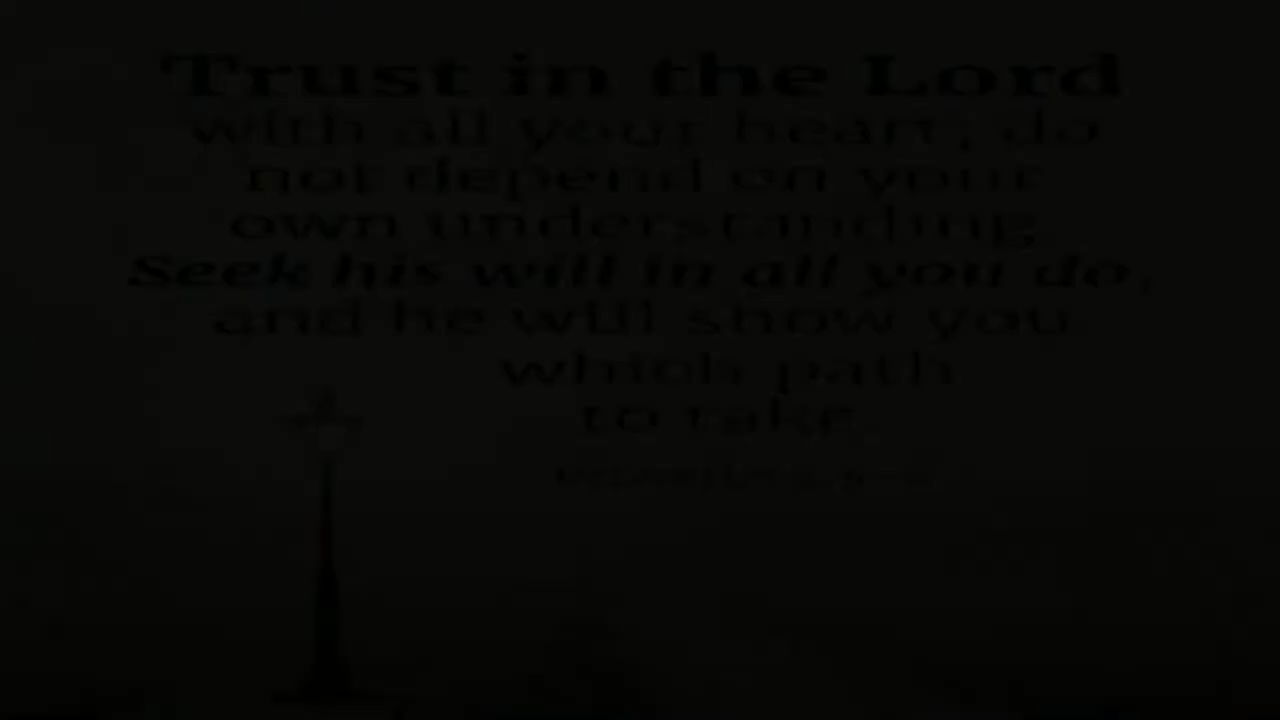 Trust in the Lord
with all your heart; do
not depend on your
own understanding.
Seek his will in all you do,
and he will show you
which path
to take.